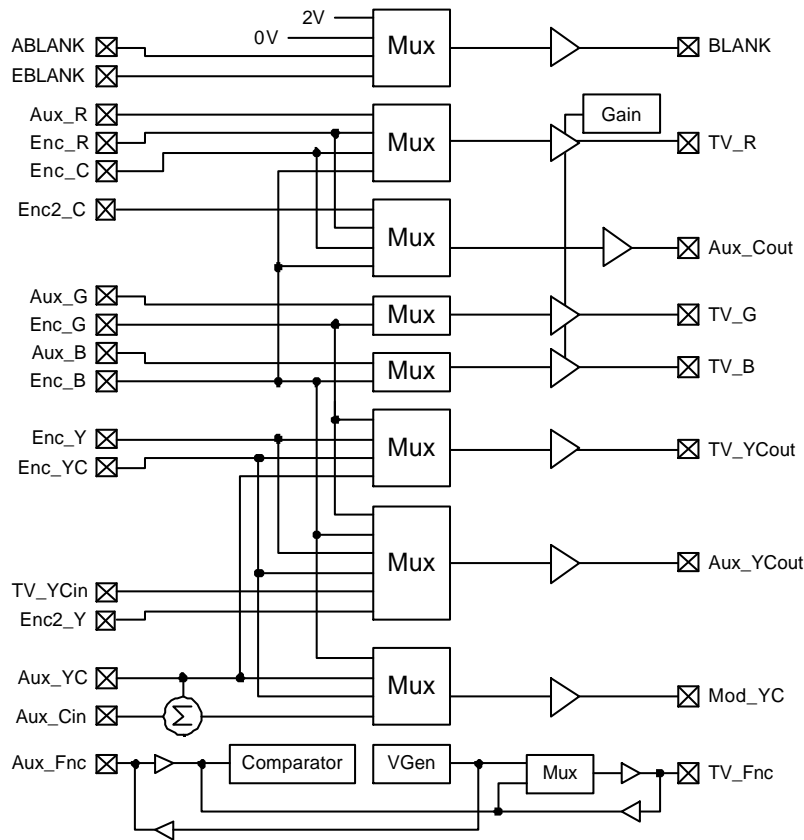 2V
0V
ABLANK
EBLANK
Mux
BLANK
Aux_R
Enc_R
Enc_C
Mux
Gain
TV_R
Enc2_C
Mux
Aux_Cout
Aux_G
Enc_G
Mux
TV_G
Aux_B
Enc_B
Mux
TV_B
Enc_Y
Enc_YC
Mux
TV_YCout
TV_YCin
Enc2_Y
Mux
Aux_YCout
Aux_YC
Aux_Cin
Σ
Mux
Mod_YC
Aux_Fnc
Comparator
VGen
Mux
TV_Fnc